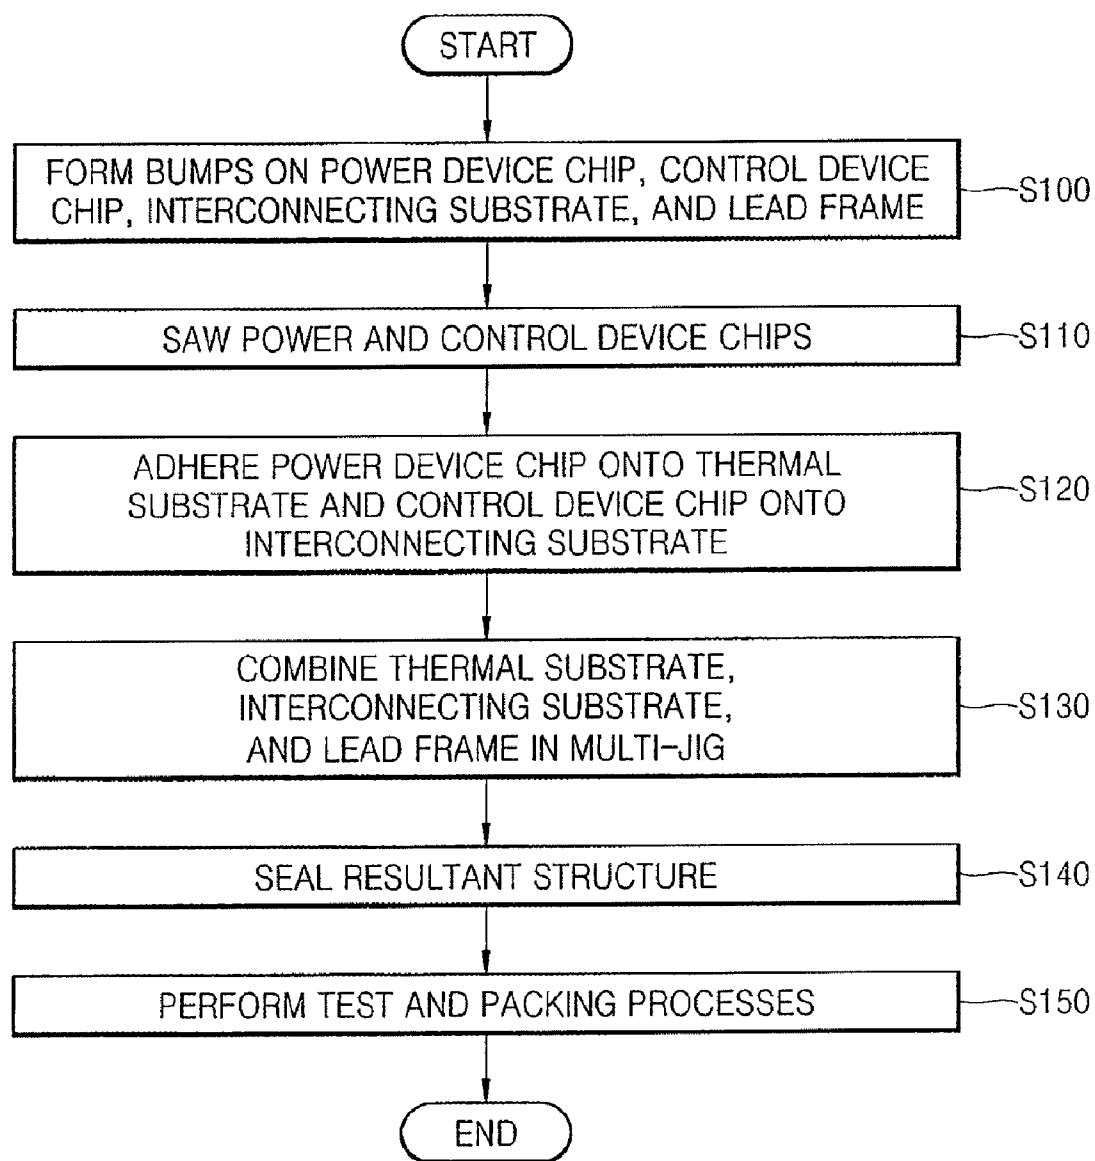 START
FORM BUMPS ON POWER DEVICE CHIP, CONTROL DEVICE
CHIP, INTERCONNECTING SUBSTRATE, AND LEAD FRAME
S100
SAW POWER AND CONTROL DEVICE CHIPS
S110
ADHERE POWER DEVICE CHIP ONTO THERMAL
SUBSTRATE AND CONTROL DEVICE CHIP ONTO
INTERCONNECTING SUBSTRATE
S120
COMBINE THERMAL SUBSTRATE,
INTERCONNECTING SUBSTRATE,
AND LEAD FRAME IN MULTI-JIG
S130
SEAL RESULTANT STRUCTURE
S140
PERFORM TEST AND PACKING PROCESSES
S150
END